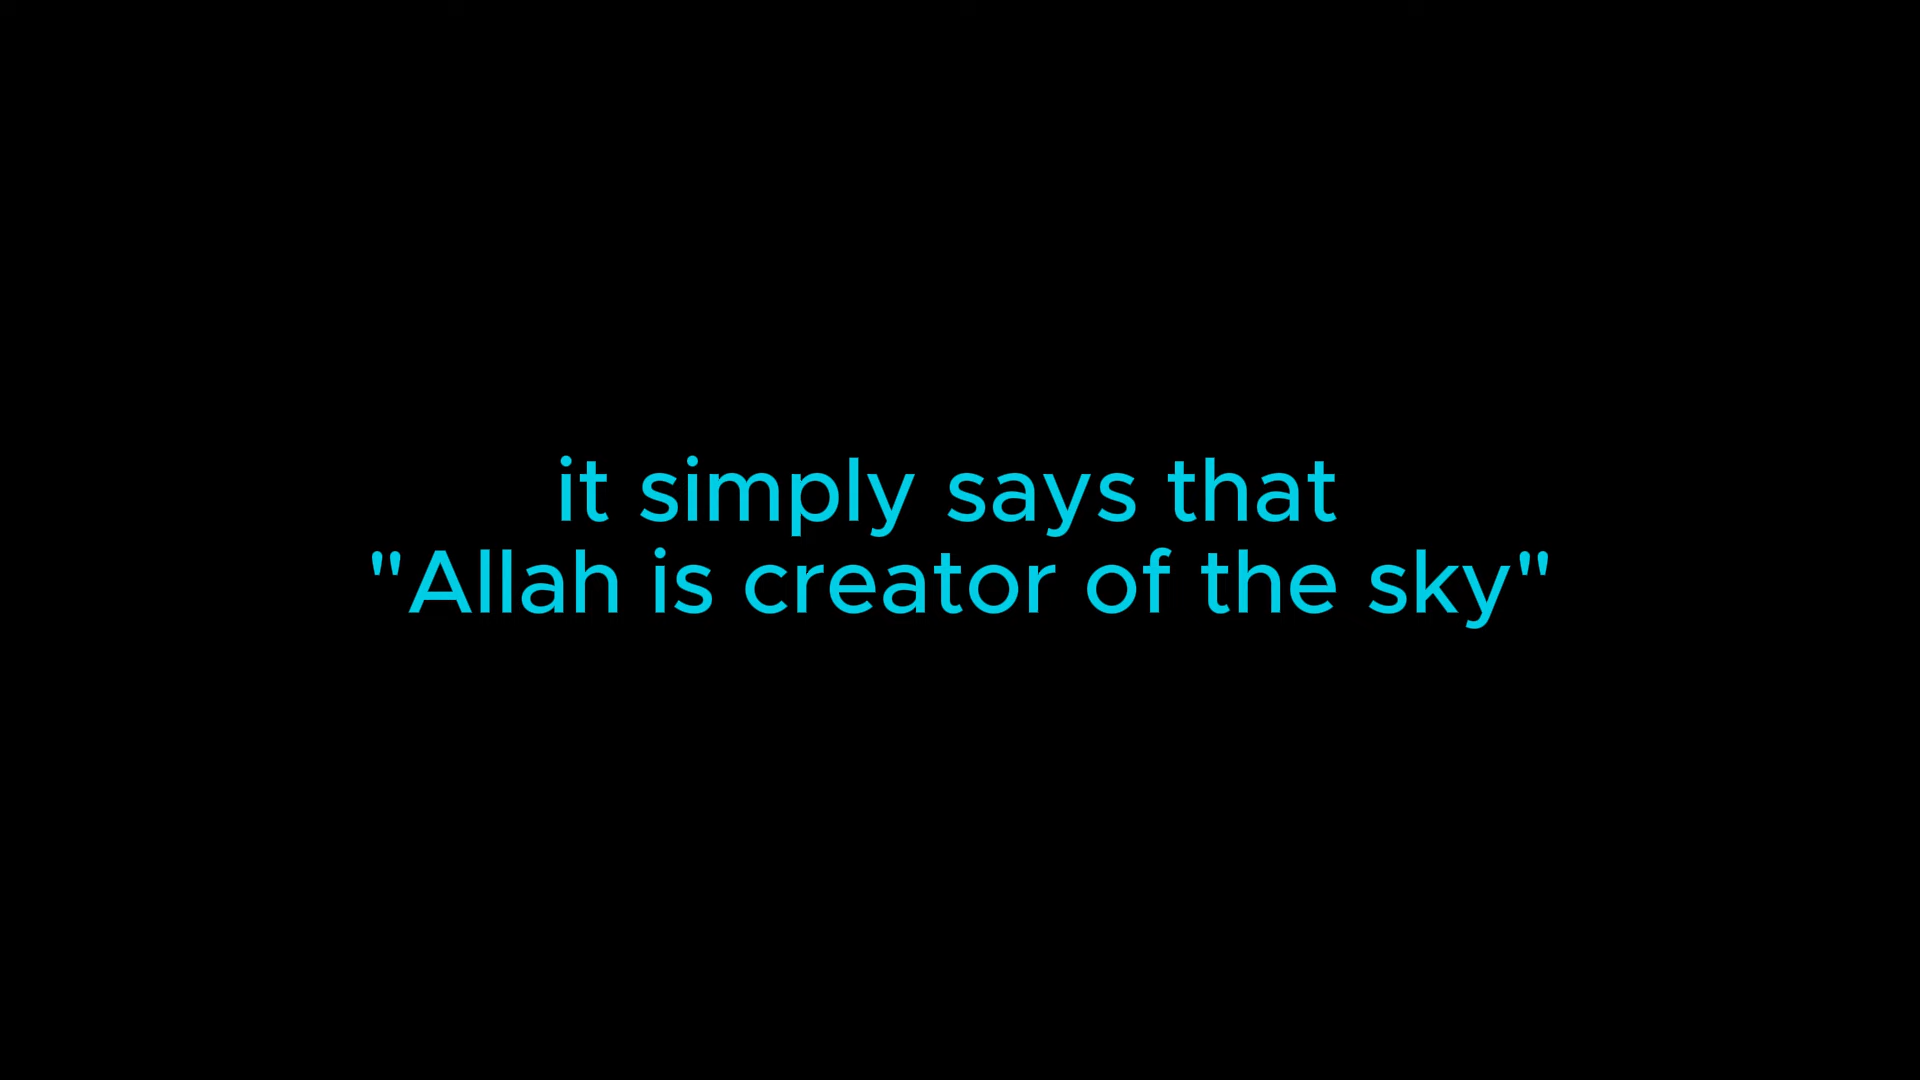 it simply says that
"Allah is creator of the sky"